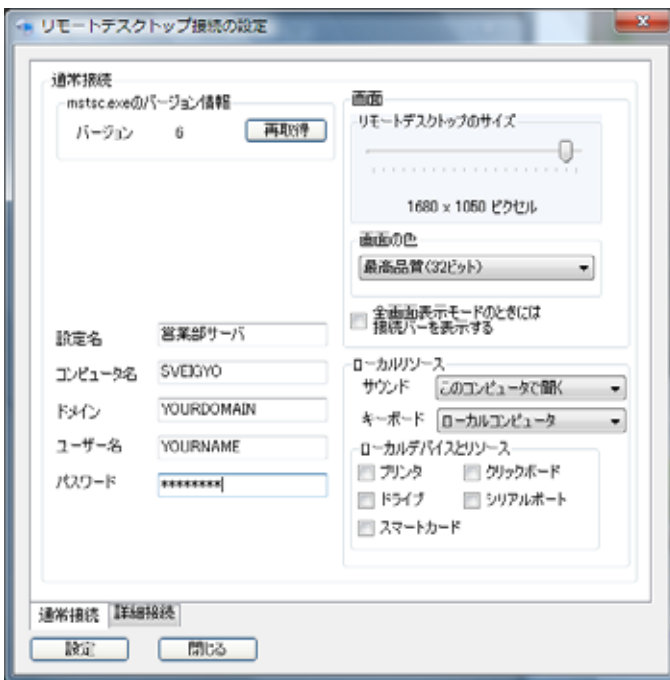 リモートデスクトップ接続の設定
通常接続
mstsc.exeのバージョン情報
バージョン 6 再取得
設定名 営業部サーバ
コンピュータ名 SVEIGYO
ドメイン YOURDOMAIN
ユーザー名 YOURNAME
パスワード ********
画面
リモートデスクトップのサイズ
1680 x 1050 ピクセル
画面の色
最高品質(32ビット)
全画面表示モードのときには
接続バーを表示する
ローカルリソース
サウンド このコンピュータで聞く
キーボード ローカルコンピュータ
ローカルデバイスとリソース
プリンタ クリックボード
ドライブ シリアルポート
スマートカード
通常接続 詳細接続
設定 閉じる